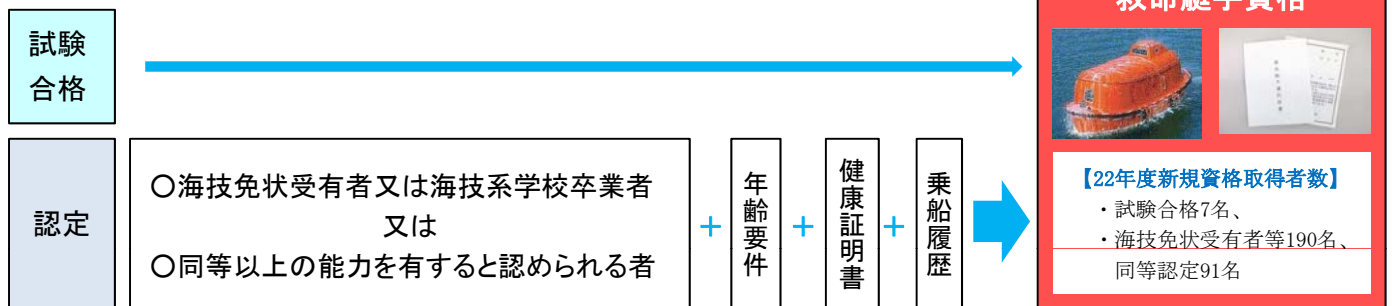 救命艇手資格
試験
合格
認定
〇海技免状受有者又は海技系学校卒業者
又は
〇同等以上の能力を有すると認められる者
+
年齢要件
+
健康証明書
+
乗船履歴
【22年度新規資格取得者数】
・試験合格7名、
・海技免状受有者等190名、
同等認定91名